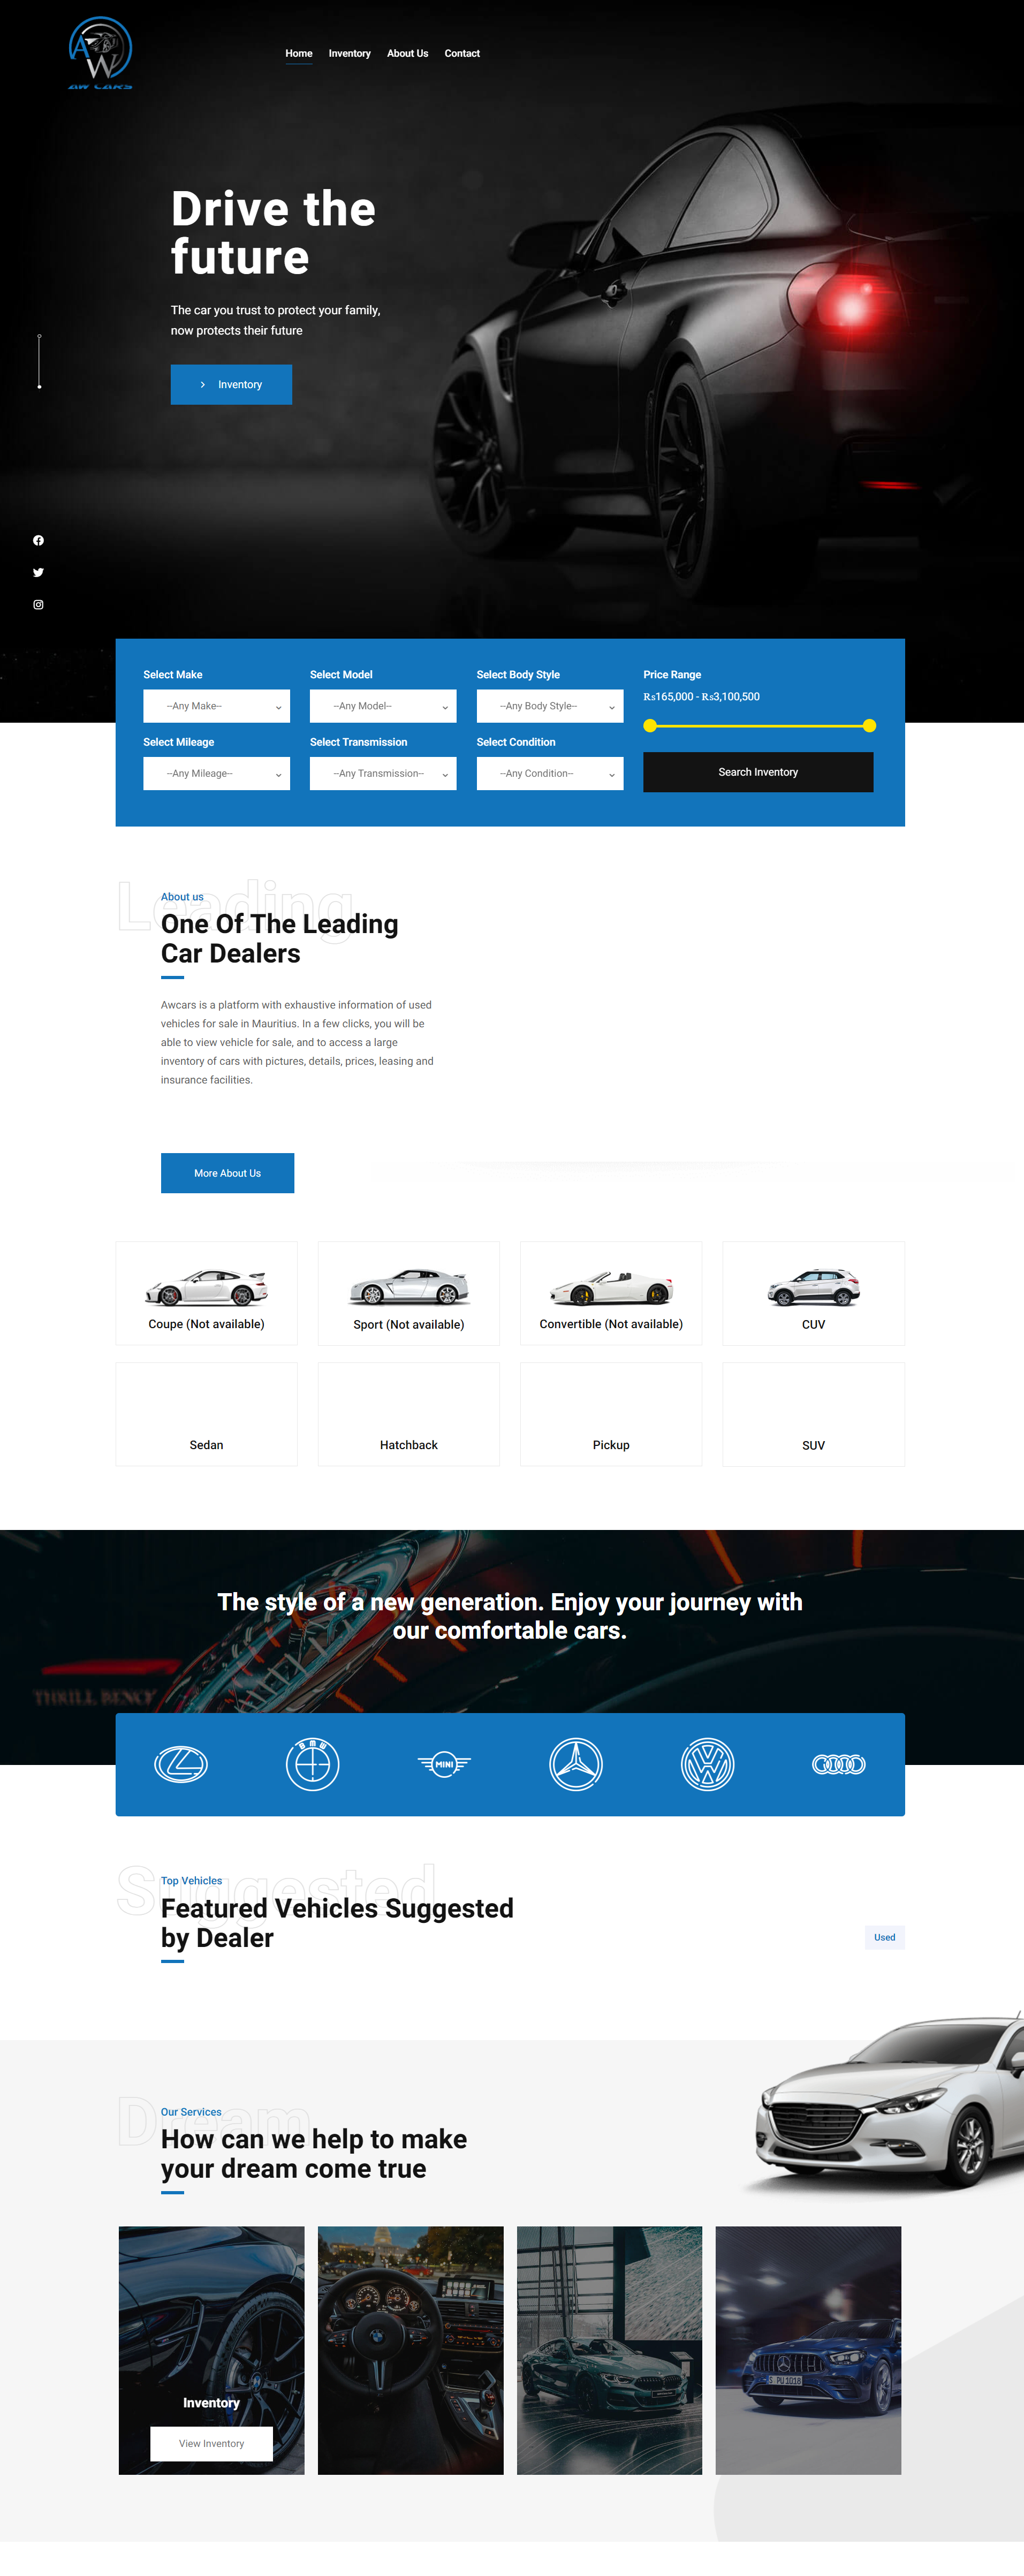 AW CARS
Home
Inventory
About Us
Contact
Drive the
future
The car you trust to protect your family,
now protects their future
Inventory
Select Make
Select Model
Select Body Style
Price Range
--Any Make--
--Any Model--
--Any Body Style--
₨165,000 - ₨3,100,500
Select Mileage
Select Transmission
Select Condition
--Any Mileage--
--Any Transmission--
--Any Condition--
Search Inventory
Leading
About us
One Of The Leading
Car Dealers
Awcars is a platform with exhaustive information of used
vehicles for sale in Mauritius. In a few clicks, you will be
able to view vehicle for sale, and to access a large
inventory of cars with pictures, details, prices, leasing and
insurance facilities.
More About Us
Coupe (Not available)
Sport (Not available)
Convertible (Not available)
CUV
Sedan
Hatchback
Pickup
SUV
The style of a new generation. Enjoy your journey with
our comfortable cars.
BMW
MINI
Suggested
Top Vehicles
Featured Vehicles Suggested
by Dealer
Used
Dream
Our Services
How can we help to make
your dream come true
S PU 1018
Inventory
View Inventory